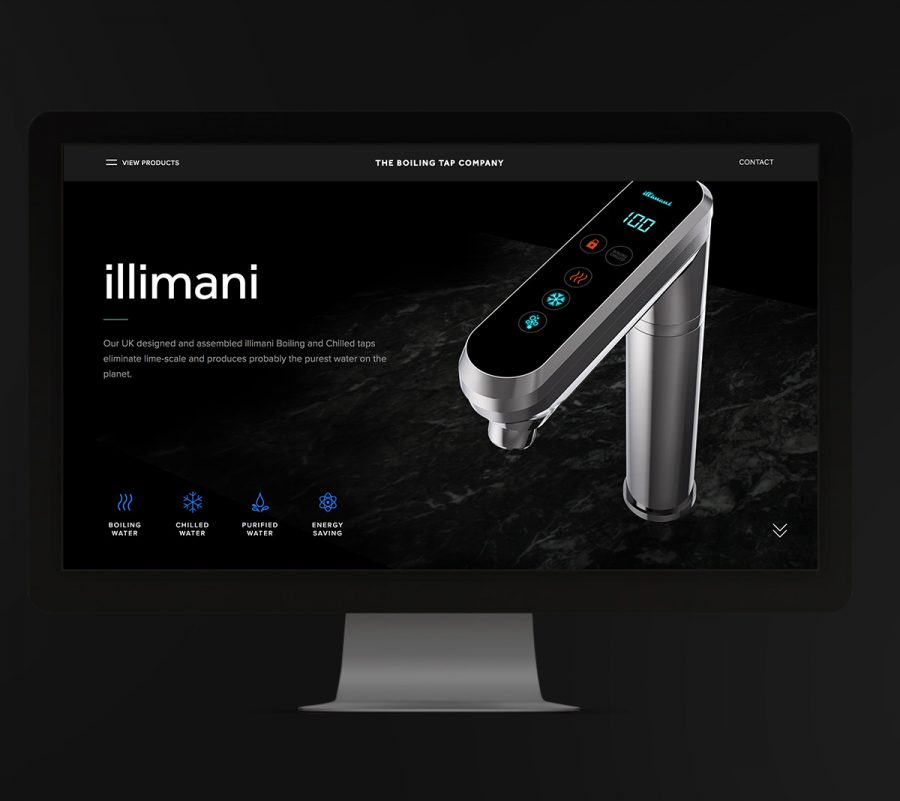 VIEW PRODUCTS
THE BOILING TAP COMPANY
CONTACT
illimani
100
illimani
Our UK designed and assembled illimani Boiling and Chilled taps
eliminate lime-scale and produces probably the purest water on the
planet.
BOILING
WATER
CHILLED
WATER
PURIFIED
WATER
ENERGY
SAVING